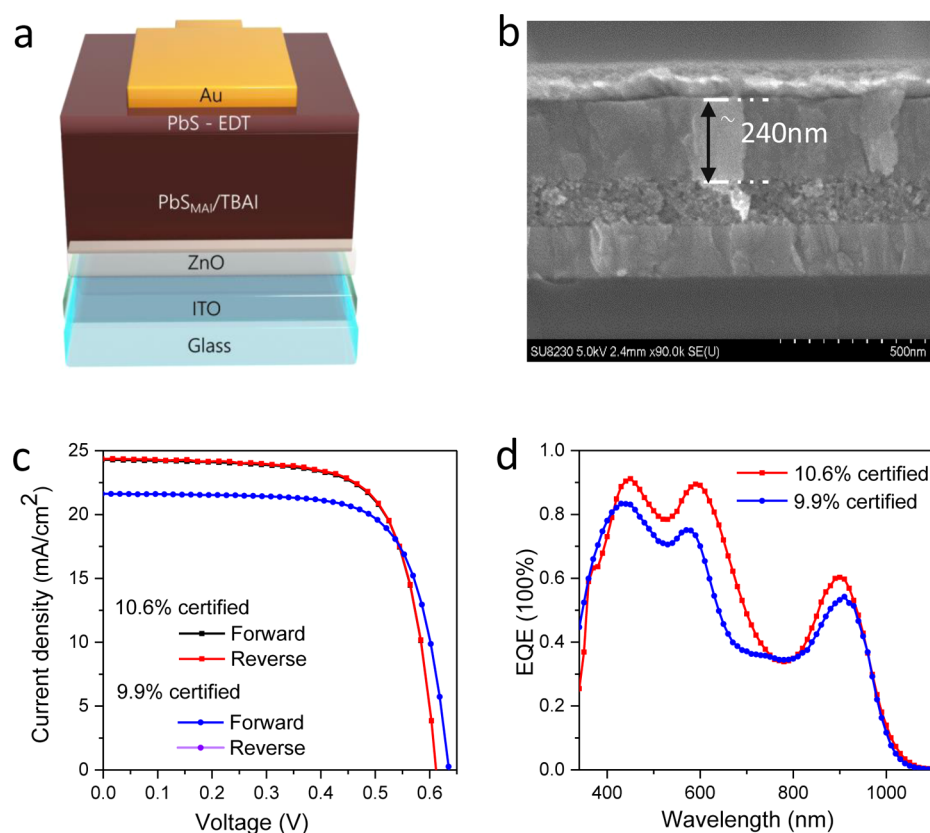 a
Au
PbS - EDT
PbS_MAI/TBAI
ZnO
ITO
Glass
b
~ 240nm
SU8230 5.0kV 2.4mm x90.0k SE(U)
500nm
c
25
20
15
10
5
0
0.0 0.1 0.2 0.3 0.4 0.5 0.6
Current density (mA/cm²)
Voltage (V)
10.6% certified
Forward
Reverse
9.9% certified
Forward
Reverse
d
1.0
0.8
0.6
0.4
0.2
0.0
400 600 800 1000
EQE (100%)
Wavelength (nm)
10.6% certified
9.9% certified